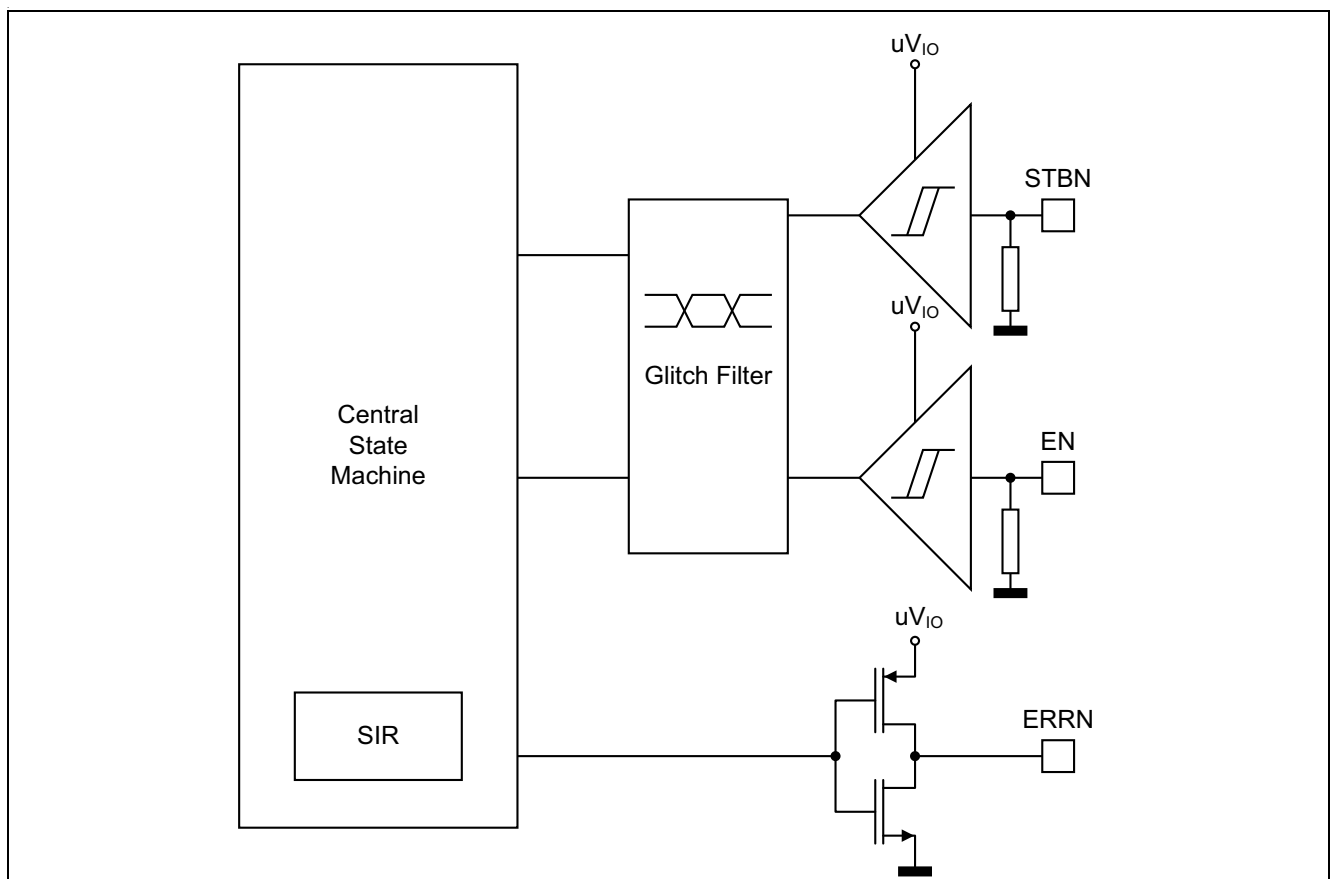 uV_IO
STBN
uV_IO
Glitch Filter
Central
State
Machine
EN
uV_IO
SIR
ERRN